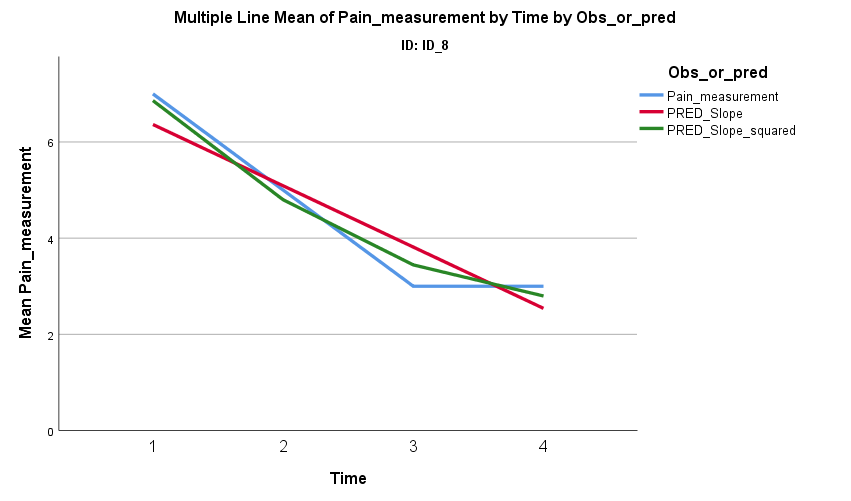 Multiple Line Mean of Pain_measurement by Time by Obs_or_pred
ID: ID_8
Obs_or_pred
Pain_measurement
PRED_Slope
PRED_Slope_squared
Mean Pain_measurement
6
4
2
0
1 2 3 4
Time